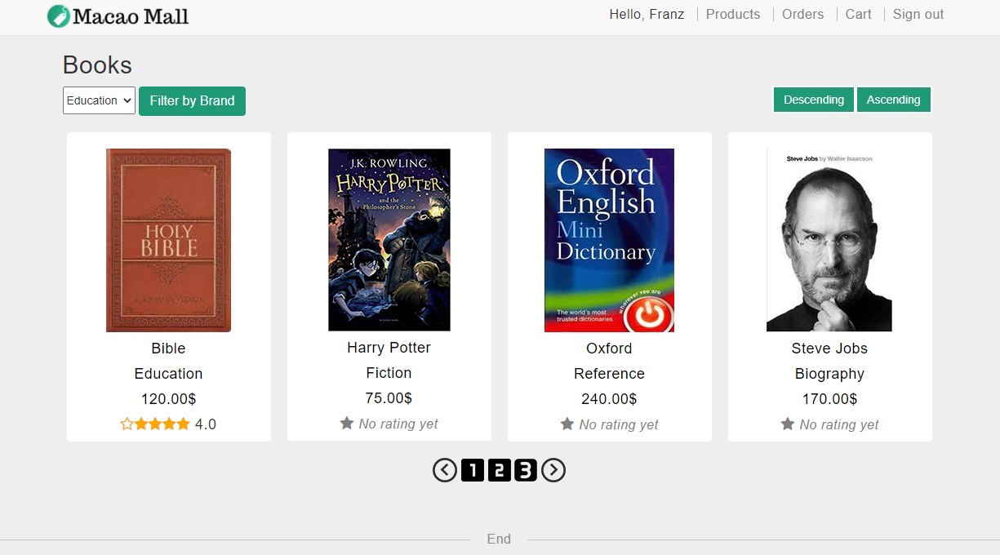 Macao Mall
Hello, Franz
Products
Orders
Cart
Sign out
Books
Education
Filter by Brand
Descending
Ascending
HOLY
BIBLE
J.K. ROWLING
HARRY POTTER
and the
Philosopher's Stone
Oxford
English
Mini
Dictionary
wherever you are
The world's most
trusted dictionaries
Steve Jobs by Walter Isaacson
Bible
Education
120.00$
4.0
Harry Potter
Fiction
75.00$
No rating yet
Oxford
Reference
240.00$
No rating yet
Steve Jobs
Biography
170.00$
No rating yet
1 2 3
End